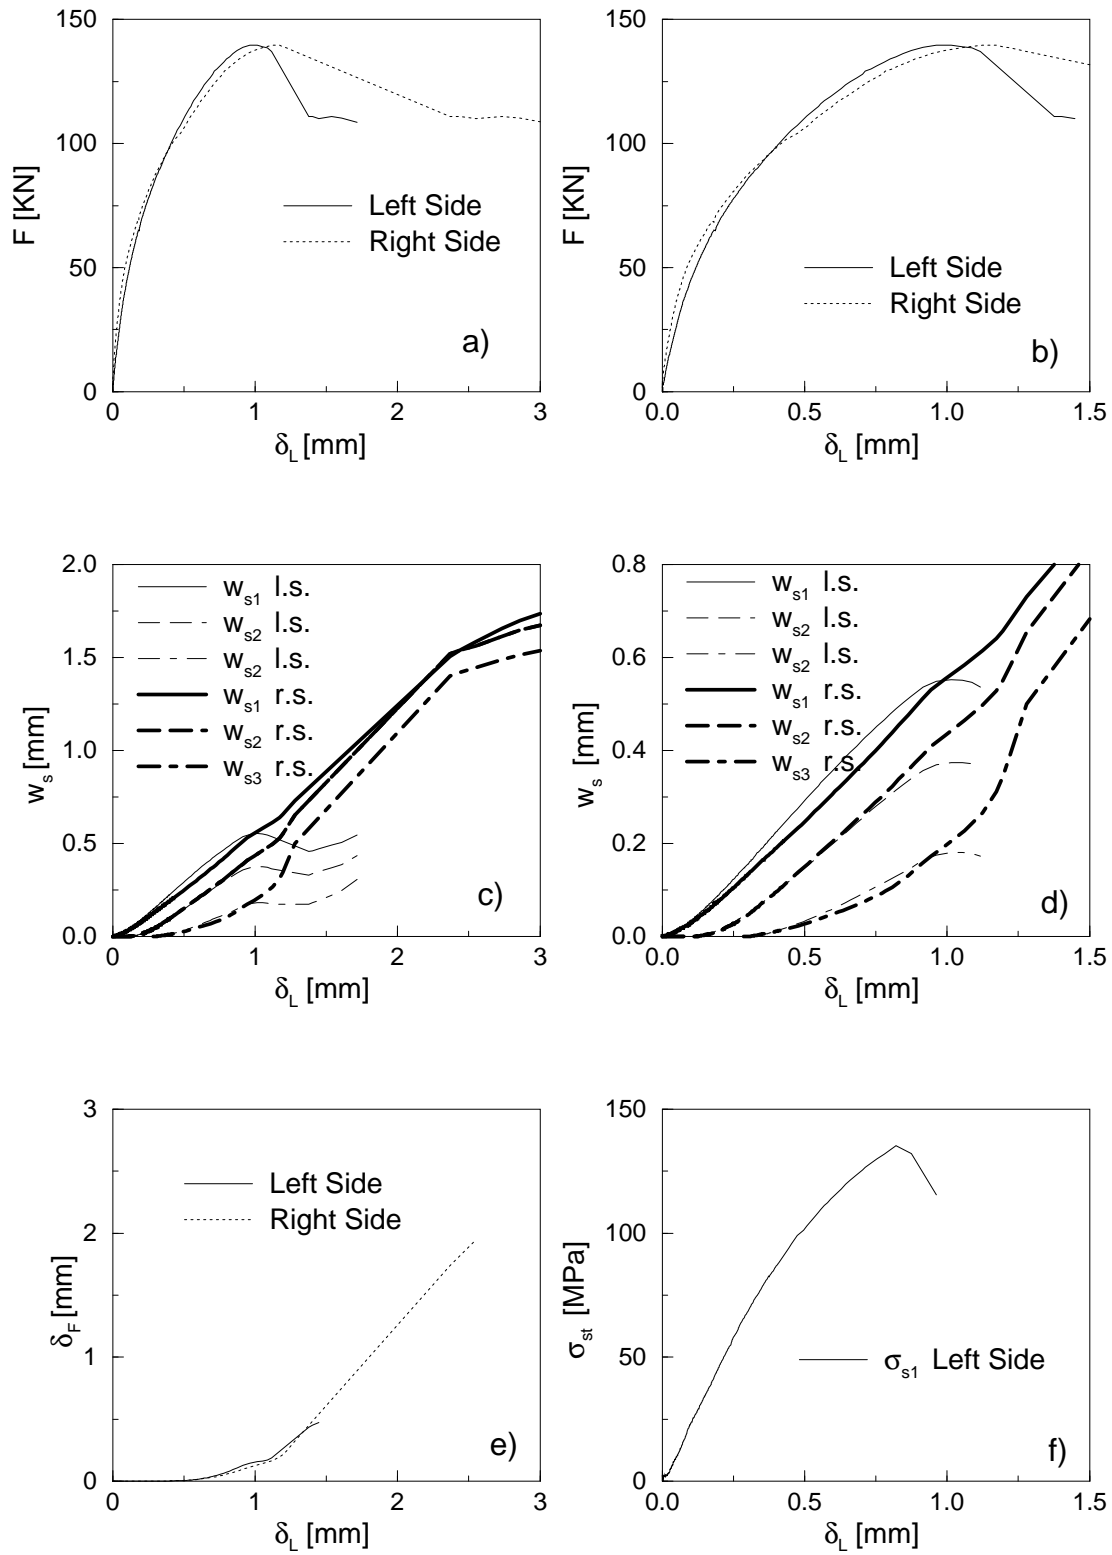 150
100
50
0
F [KN]
Left Side
Right Side
a)
0
1
2
3
δL [mm]
150
100
50
0
F [KN]
Left Side
Right Side
b)
0.0
0.5
1.0
1.5
δL [mm]
2.0
1.5
1.0
0.5
0.0
ws [mm]
ws1 l.s.
ws2 l.s.
ws2 l.s.
ws1 r.s.
ws2 r.s.
ws3 r.s.
c)
0
1
2
3
δL [mm]
0.8
0.6
0.4
0.2
0.0
ws [mm]
ws1 l.s.
ws2 l.s.
ws2 l.s.
ws1 r.s.
ws2 r.s.
ws3 r.s.
d)
0.0
0.5
1.0
1.5
δL [mm]
3
2
1
0
δF [mm]
Left Side
Right Side
e)
0
1
2
3
δL [mm]
150
100
50
0
σst [MPa]
σs1 Left Side
f)
0.0
0.5
1.0
1.5
δL [mm]